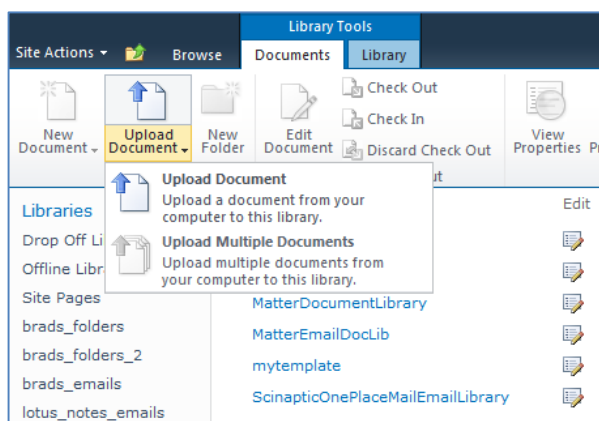 Library Tools
Site Actions
Browse
Documents
Library
New Document
Upload Document
New Folder
Edit Document
Check Out
Check In
Discard Check Out
View Properties
Upload Document
Upload a document from your
computer to this library.
Upload Multiple Documents
Upload multiple documents from
your computer to this library.
Libraries
Edit
Drop Off
Offline
Site Pages
MatterDocumentLibrary
brads_folders
MatterEmailDocLib
brads_folders_2
mytemplate
brads_emails
ScinapticOnePlaceMailEmailLibrary
lotus_notes_emails